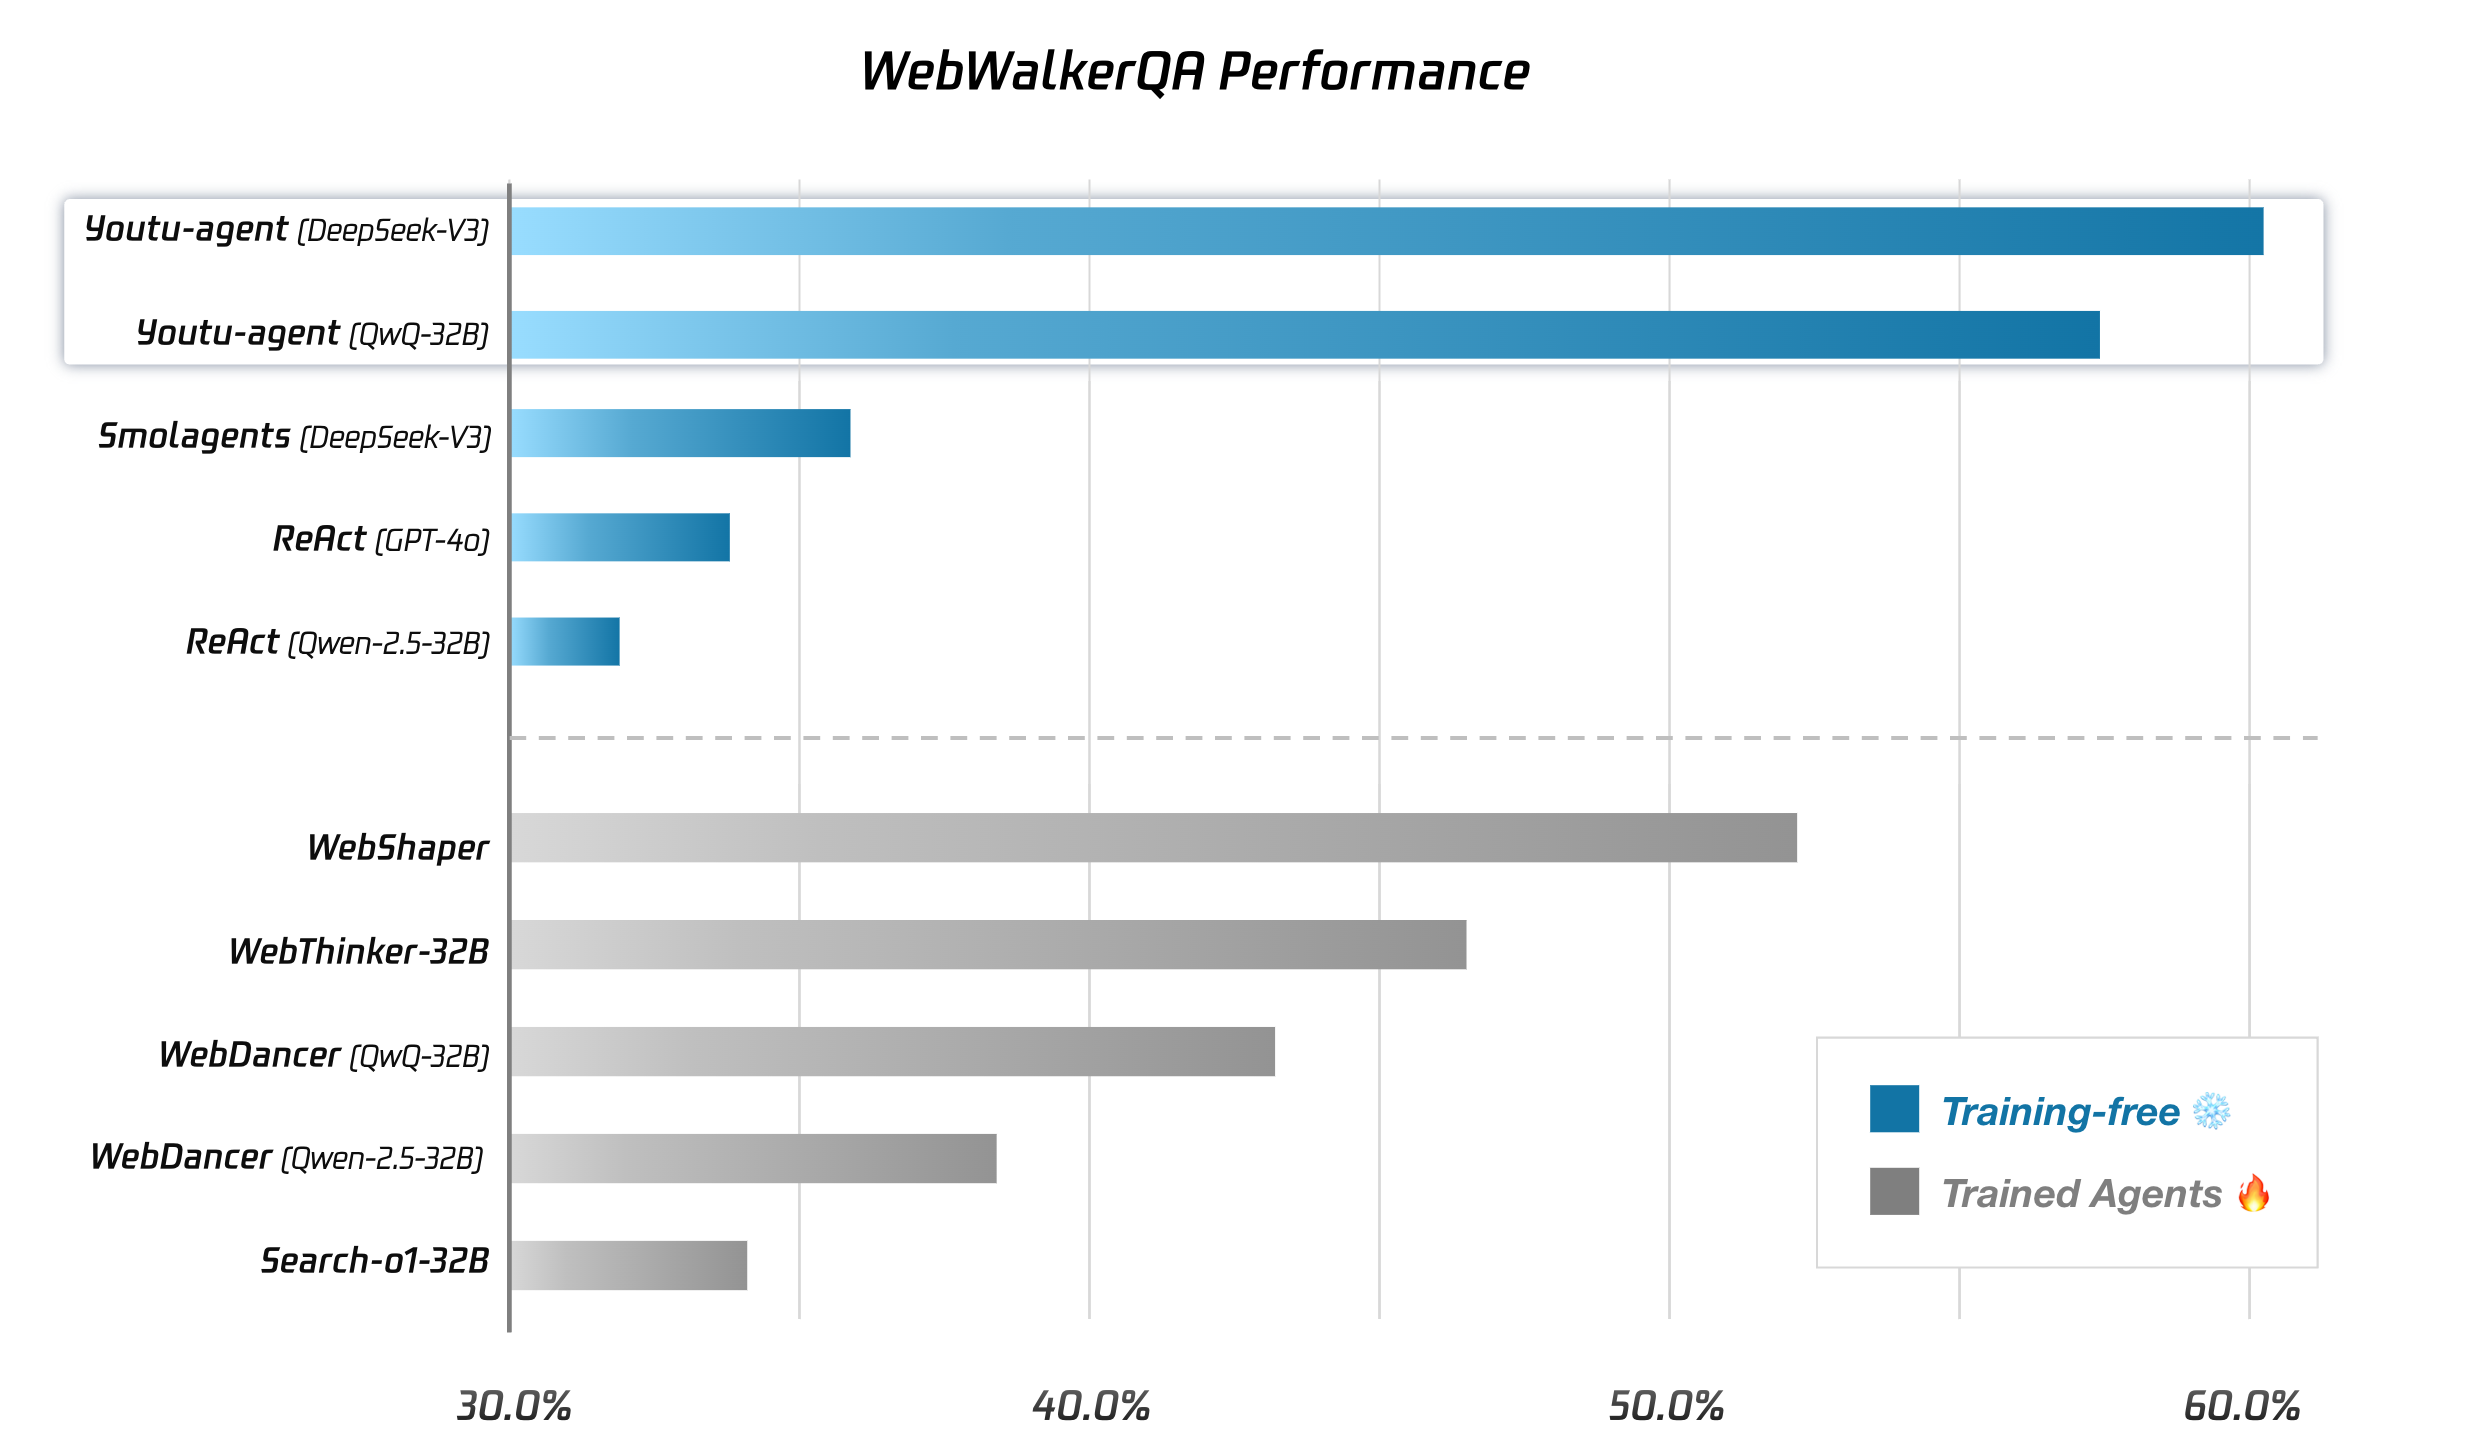 WebWalkerQA Performance
Youtu-agent (DeepSeek-V3)
Youtu-agent (QwQ-32B)
Smolagents (DeepSeek-V3)
ReAct (GPT-4o)
ReAct (Qwen-2.5-32B)
WebShaper
WebThinker-32B
WebDancer (QwQ-32B)
WebDancer (Qwen-2.5-32B)
Search-o1-32B
Training-free ❄️
Trained Agents 🔥
30.0% 40.0% 50.0% 60.0%